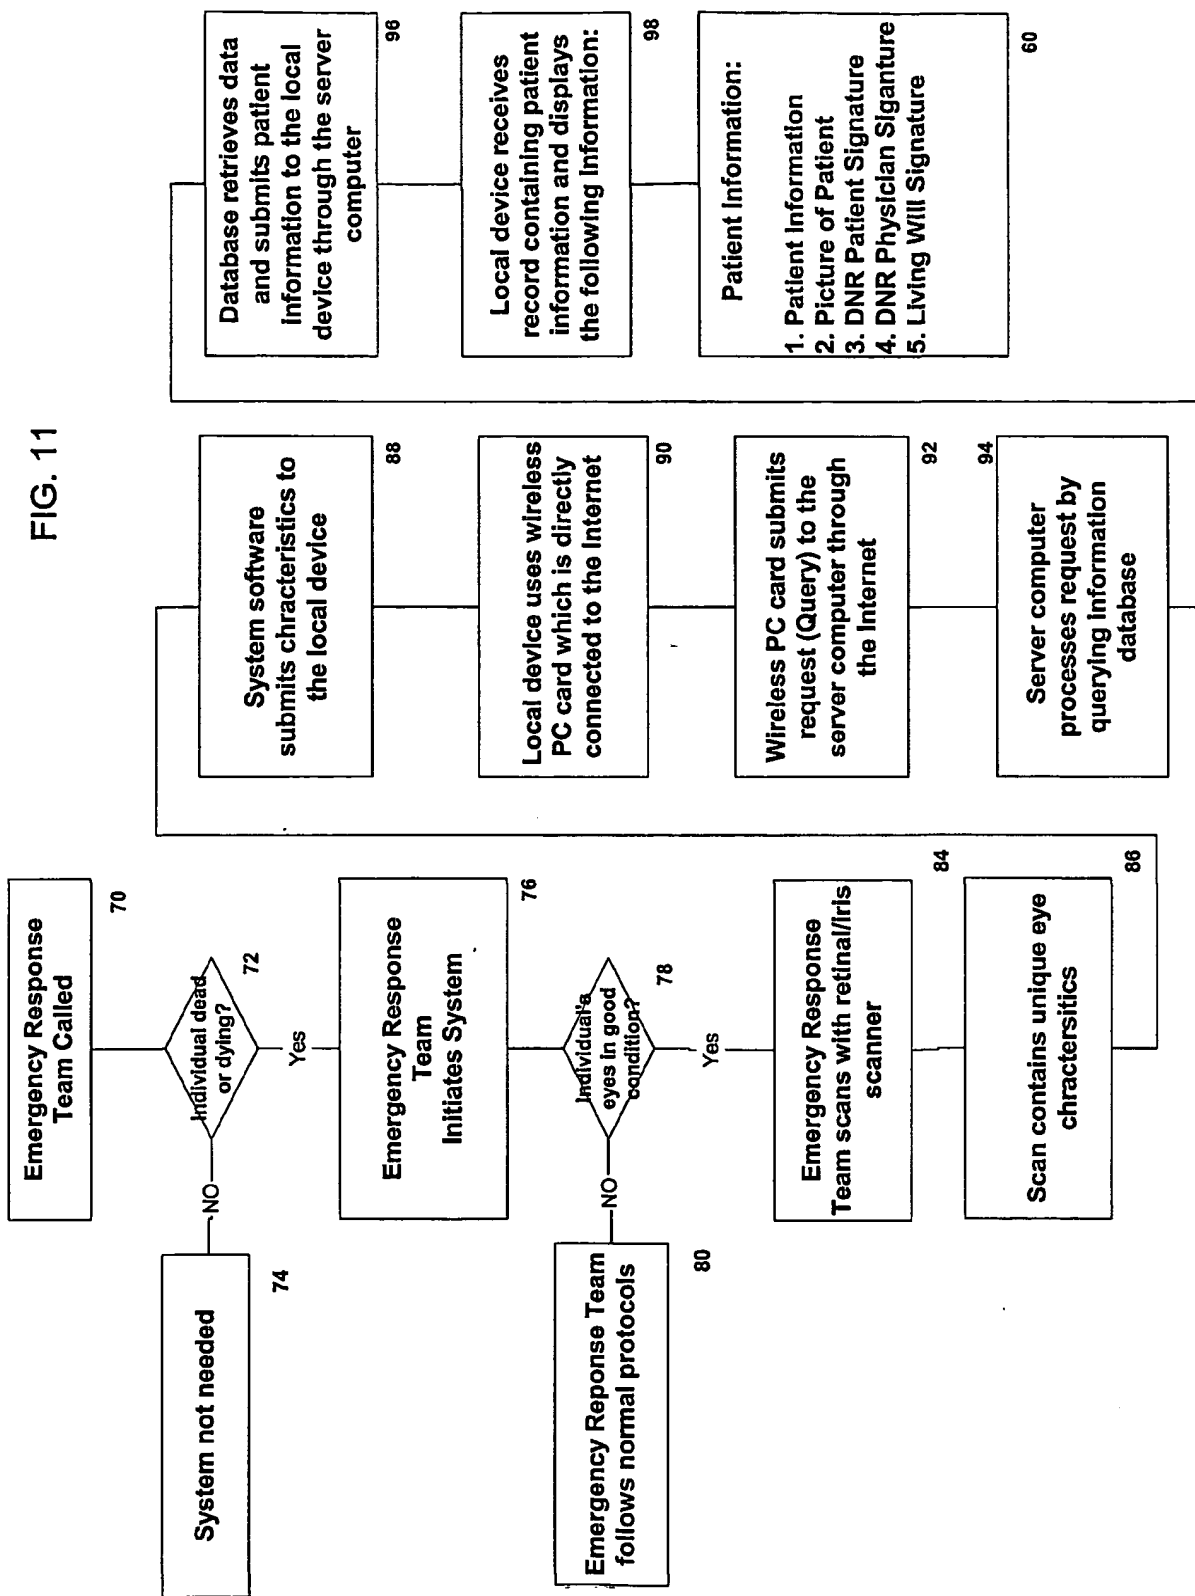 FIG. 11
Emergency Response
Team Called
70
Individual dead
or dying?
72
NO
Yes
System not needed
74
Emergency Response
Team
Initiates System
76
Individual's
eyes in good
condition?
78
NO
Yes
Emergency Reponse Team
follows normal protocols
80
Emergency Response
Team scans with retinal/iris
scanner
84
Scan contains unique eye
chractersitics
86
System software
submits chracteristics to
the local device
88
Local device uses wireless
PC card which is directly
connected to the Internet
90
Wireless PC card submits
request (Query) to the
server computer through
the Internet
92
94
Server computer
processes request by
querying Information
database
Database retrieves data
and submits patient
Information to the local
device through the server
computer
96
Local device receives
record containing patient
information and displays
the following Information:
98
Patient Information:
1. Patient Information
2. Picture of Patient
3. DNR Patient Signature
4. DNR Physician Siganture
5. Living Will Signature
60